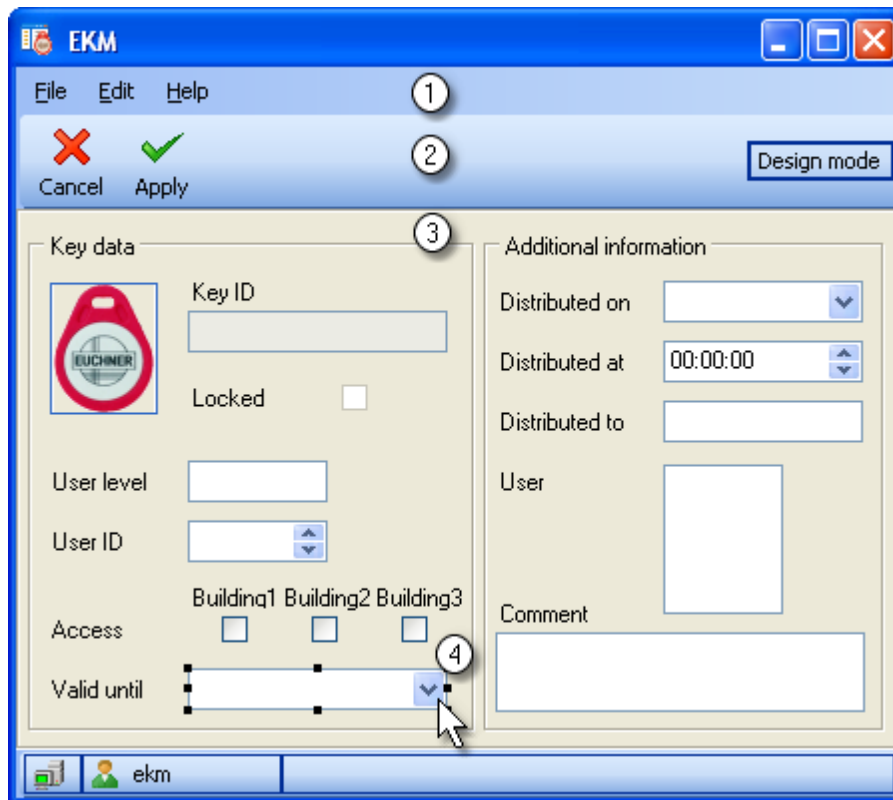 EKM
File Edit Help 1
2 Design mode
Cancel Apply
3
Key data Additional information
Key ID
Distributed on
EUCHNER
Distributed at 00:00:00
Locked
Distributed to
User level User
User ID
Building1 Building2 Building3
Access Comment
4
Valid until
ekm